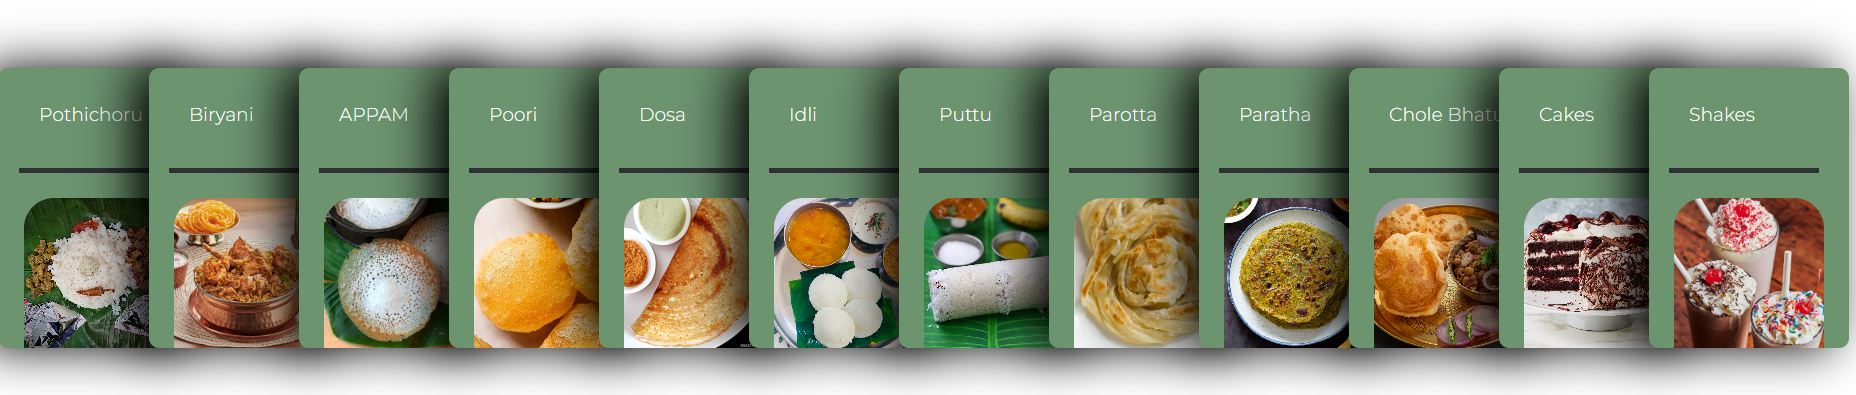 Pothichoru
Biryani
APPAM
Poori
Dosa
Idli
Puttu
Parotta
Paratha
Chole Bhatu
Cakes
Shakes